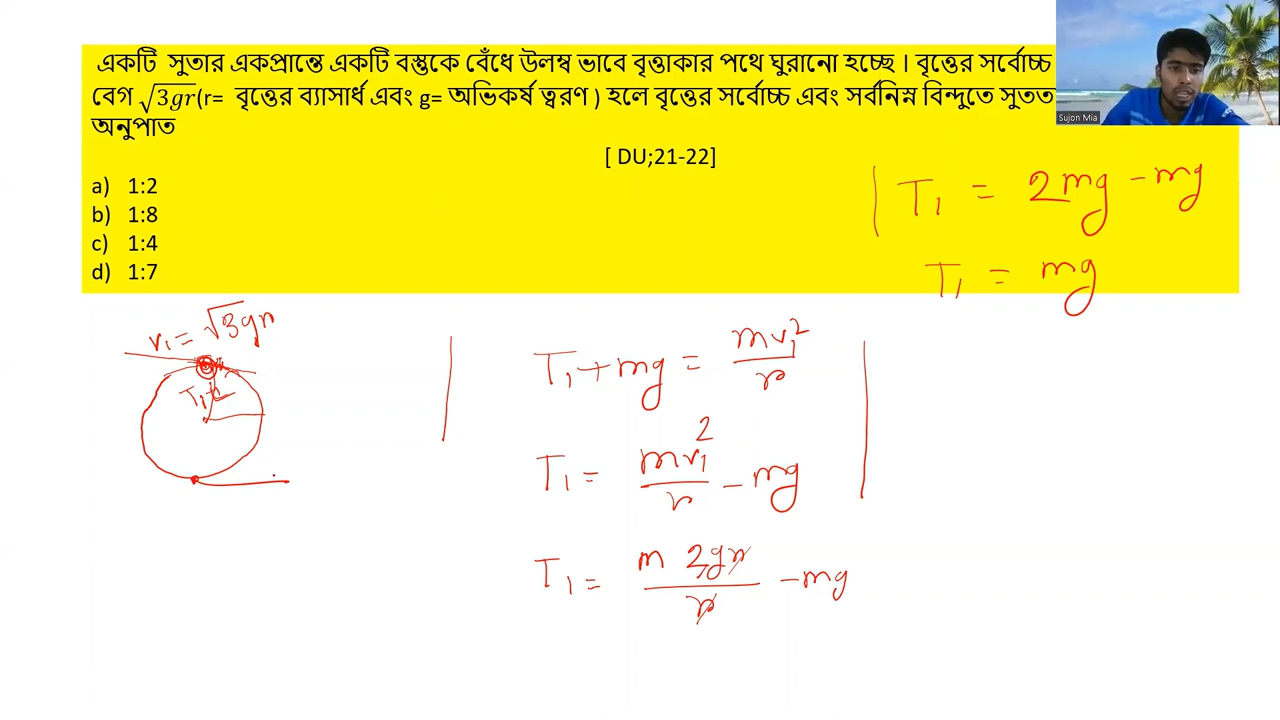 একটি সুতার একপ্রান্তে একটি বস্তুকে বেঁধে উলম্ব ভাবে বৃত্তাকার পথে ঘুরানো হচ্ছে। বৃত্তের সর্বোচ্চ
বেগ √3gr(r= বৃত্তের ব্যাসার্ধ এবং g= অভিকর্ষ ত্বরণ ) হলে বৃত্তের সর্বোচ্চ এবং সর্বনিম্ন বিন্দুতে সুতত
অনুপাত
[ DU;21-22]
a) 1:2
b) 1:8
c) 1:4
d) 1:7
Sujon Mia
T₁ = 2mg - mg
T₁ = mg
v₁ = √3gr
T₁
T₁ + mg = mv₁²/r
T₁ = mv₁²/r - mg
T₁ = m 2gr/r - mg